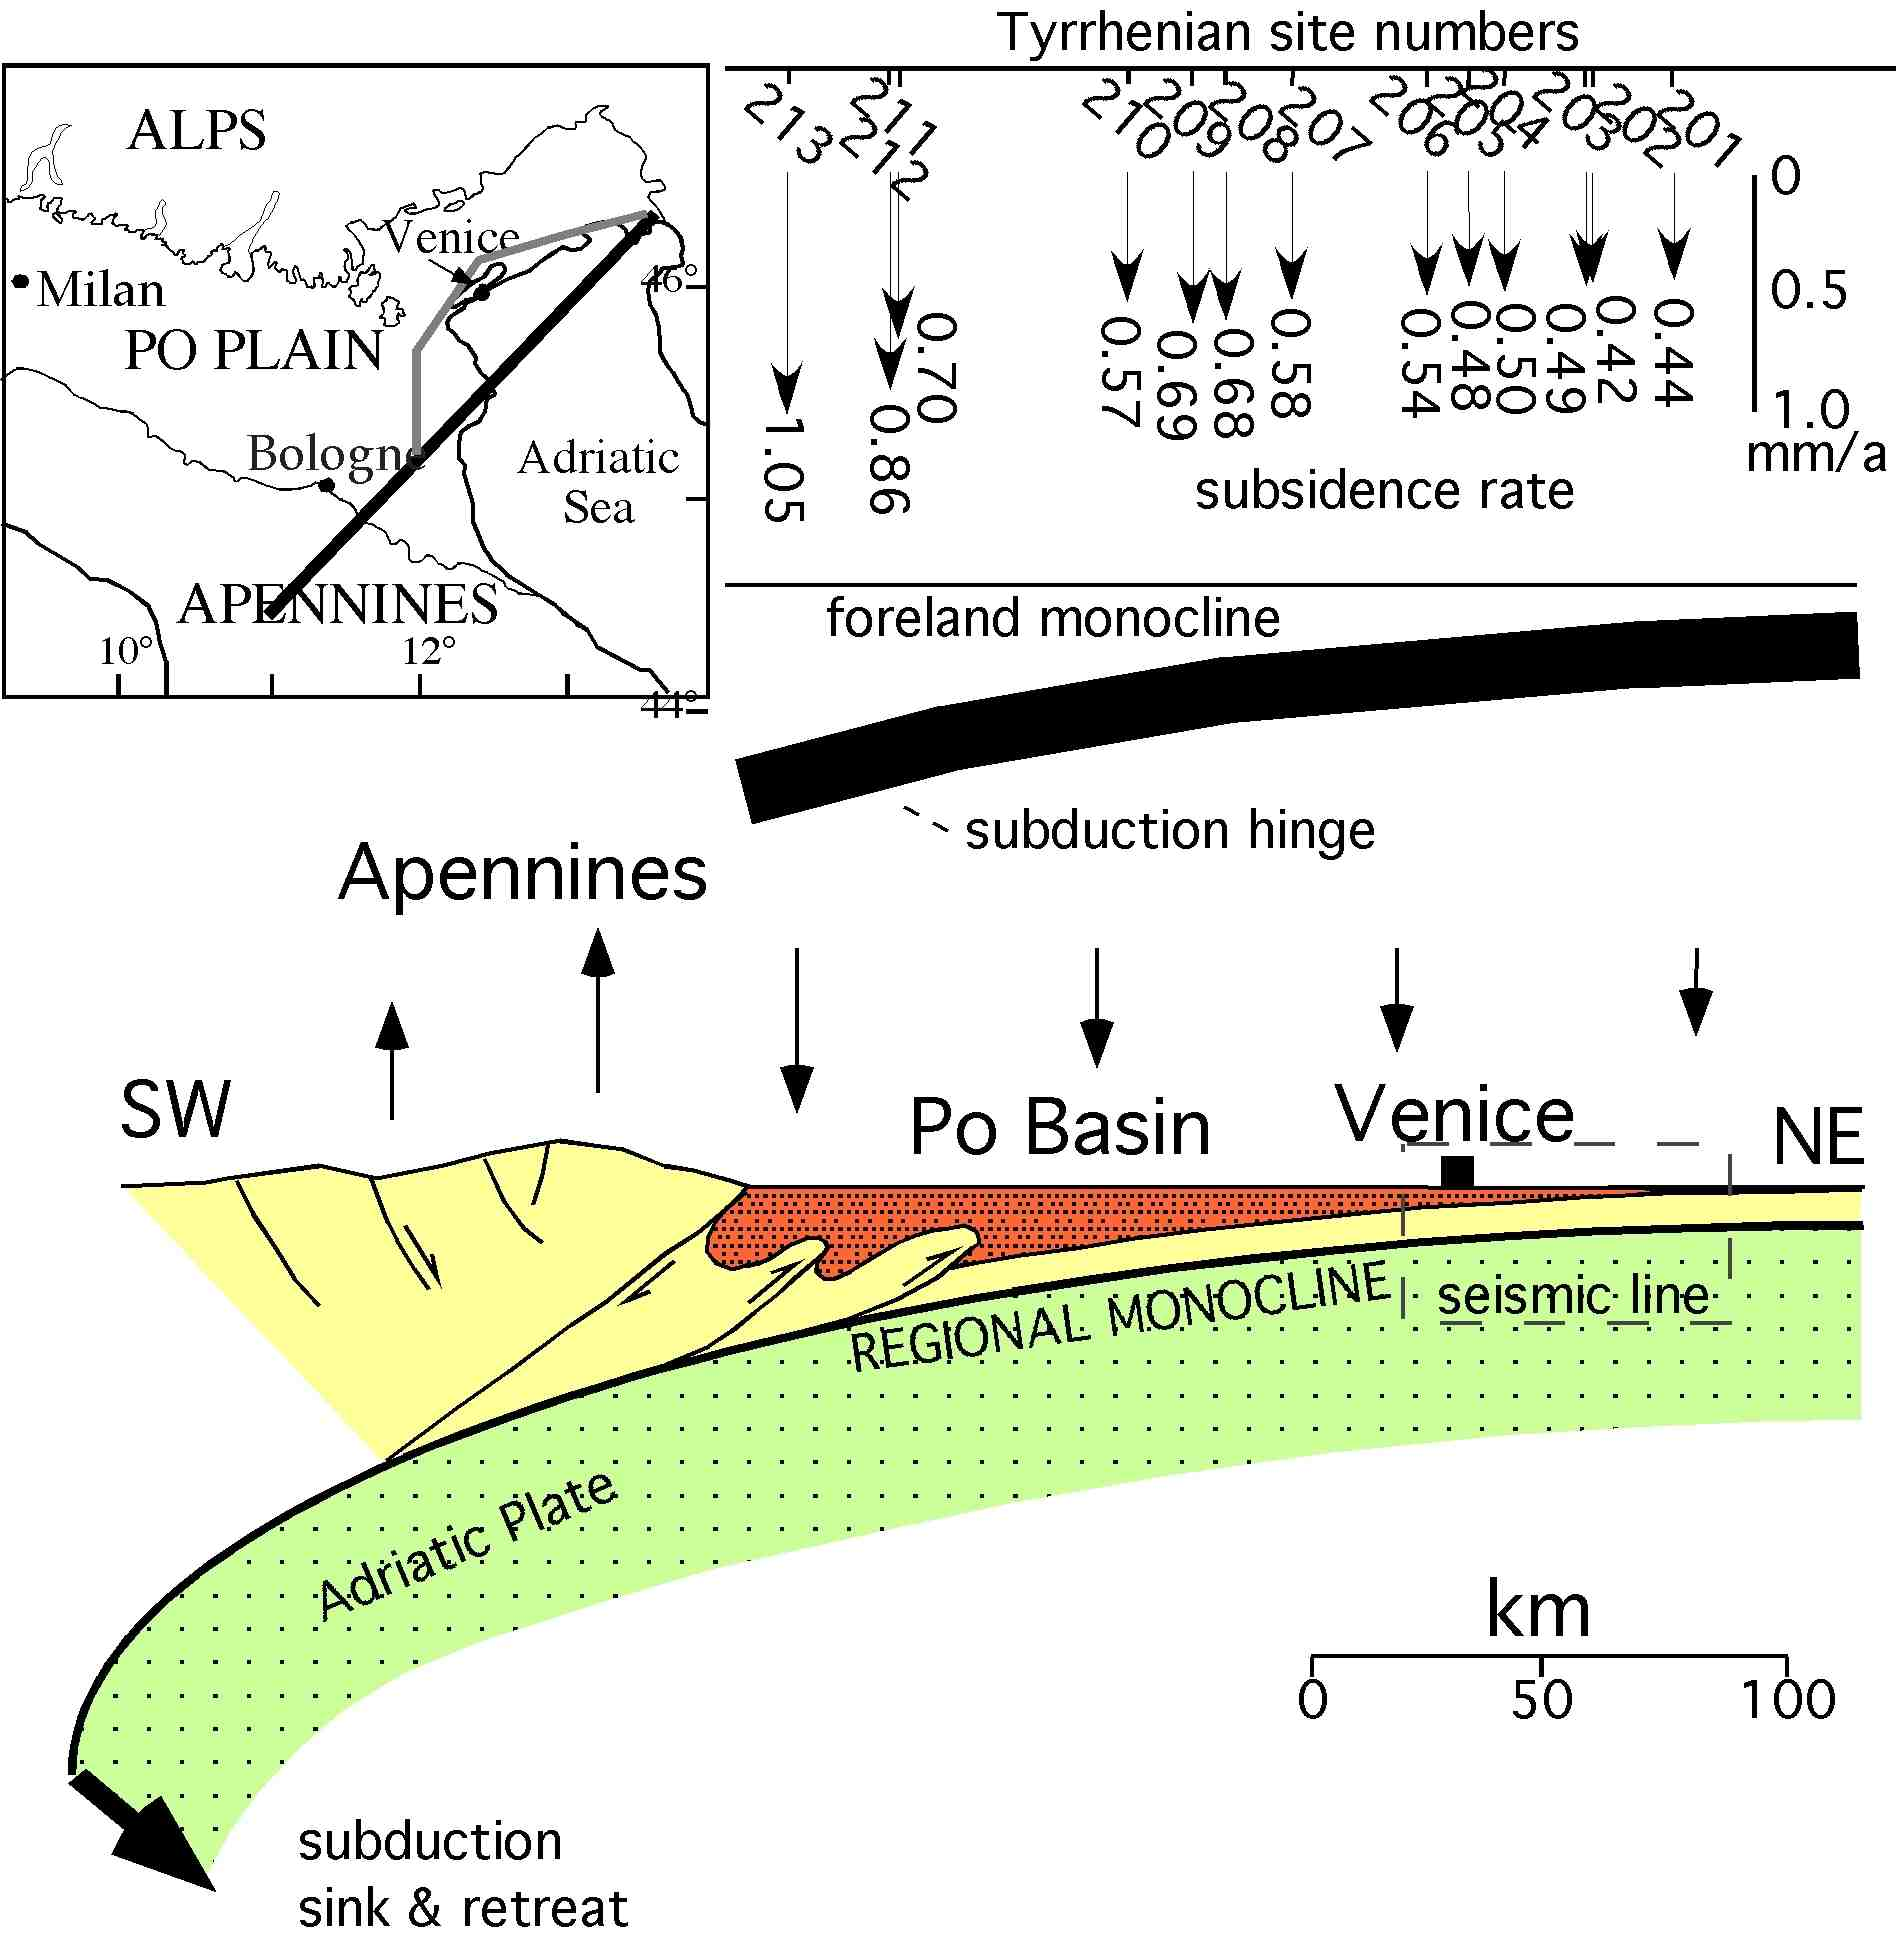 Tyrrhenian site numbers
213
211
212
210
209
208
207
206
205
204
203
202
201
0
0.5
1.0
mm/a
1.05
0.86
0.70
0.57
0.69
0.68
0.58
0.54
0.48
0.50
0.49
0.42
0.44
subsidence rate
ALPS
Venice
46°
Milan
PO PLAIN
Bologne
Adriatic
Sea
APENNINES
10°
12°
44°
foreland monocline
subduction hinge
Apennines
SW
Po Basin
Venice
NE
REGIONAL MONOCLINE
seismic line
Adriatic Plate
km
0
50
100
subduction
sink & retreat